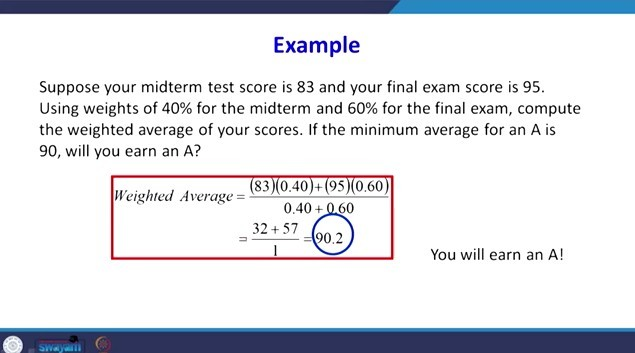 Example
Suppose your midterm test score is 83 and your final exam score is 95.
Using weights of 40% for the midterm and 60% for the final exam, compute
the weighted average of your scores. If the minimum average for an A is
90, will you earn an A?
Weighted Average = (83)(0.40)+(95)(0.60)
0.40 + 0.60
= 32 + 57
1
= 90.2
You will earn an A!
swayam